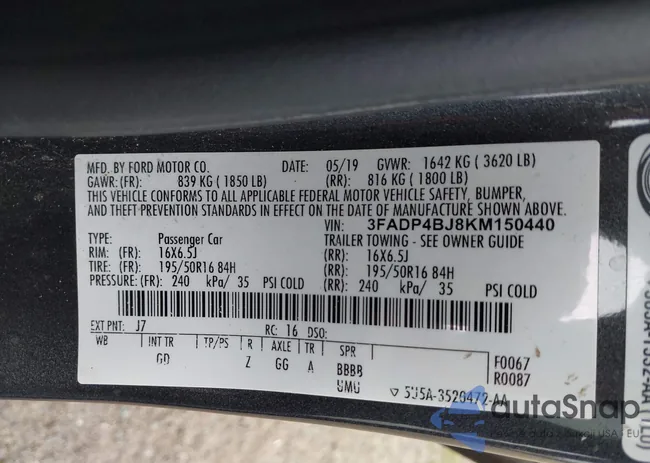 MFD. BY FORD MOTOR CO. DATE: 05/19 GVWR: 1642 KG ( 3620 LB)
GAWR: (FR): 839 KG ( 1850 LB) (RR): 816 KG ( 1800 LB)
THIS VEHICLE CONFORMS TO ALL APPLICABLE FEDERAL MOTOR VEHICLE SAFETY, BUMPER,
AND THEFT PREVENTION STANDARDS IN EFFECT ON THE DATE OF MANUFACTURE SHOWN ABOVE.
VIN: 3FADP4BJ8KM150440
TYPE: Passenger Car TRAILER TOWING - SEE OWNER GUIDE
RIM: 16X6.5J (RR): 16X6.5J
TIRE: 195/50R16 84H (RR): 195/50R16 84H
PRESSURE: (FR): 240 kPa/ 35 PSI COLD (RR): 240 kPa/ 35 PSI COLD
EXT PNT: J7 RC: 16 DSO:
WB INT TR TP/PS R AXLE TR SPR F0067
GD Z GG A BBBB R0087
UMU 5U5A-3520472-AA
autoSnap